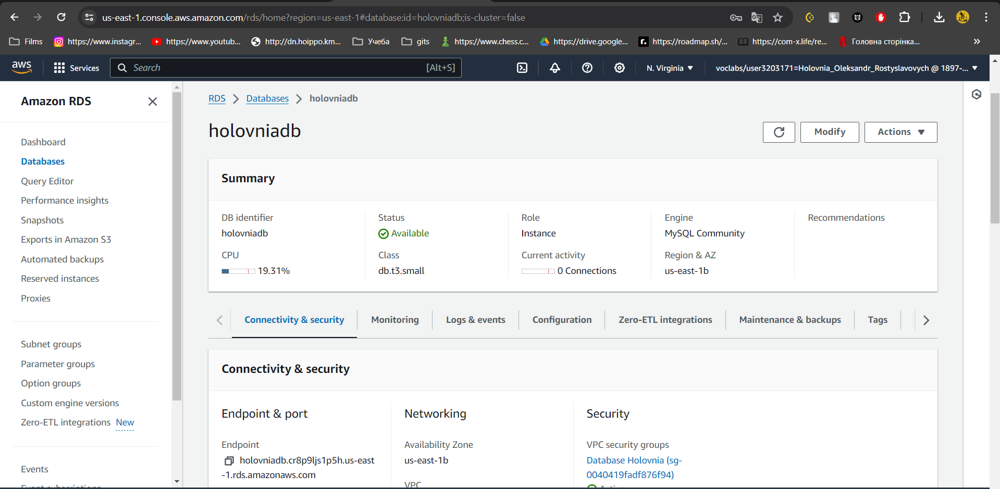 us-east-1.console.aws.amazon.com/rds/home?region=us-east-1#database:id=holovniadb;is-cluster=false
Films https://www.instagr... https://www.youtub... http://dn.hoippo.km... Учеба gits https://www.chess.c... https://drive.google... r. https://roadmap.sh/... https://com-x.life/re... Головна сторінка... »
aws Services Search [Alt+S] N. Virginia voclabs/user3203171=Holovnia_Oleksandr_Rostyslavovych @ 1897-...
Amazon RDS
Dashboard
Databases
Query Editor
Performance insights
Snapshots
Exports in Amazon S3
Automated backups
Reserved instances
Proxies
Subnet groups
Parameter groups
Option groups
Custom engine versions
Zero-ETL integrations New
Events
Event subscriptions
RDS > Databases > holovniadb
holovniadb
Modify Actions
Summary
DB identifier
holovniadb
Status
Available
Role
Instance
Engine
MySQL Community
Recommendations
CPU
19.31%
Class
db.t3.small
Current activity
0 Connections
Region & AZ
us-east-1b
Connectivity & security Monitoring Logs & events Configuration Zero-ETL integrations Maintenance & backups Tags
Connectivity & security
Endpoint & port
Endpoint
holovniadb.cr8p9ljs1p5h.us-east
-1.rds.amazonaws.com
Networking
Availability Zone
us-east-1b
VPC
Security
VPC security groups
Database Holovnia (sg-
0040419fadf876f94)
Active